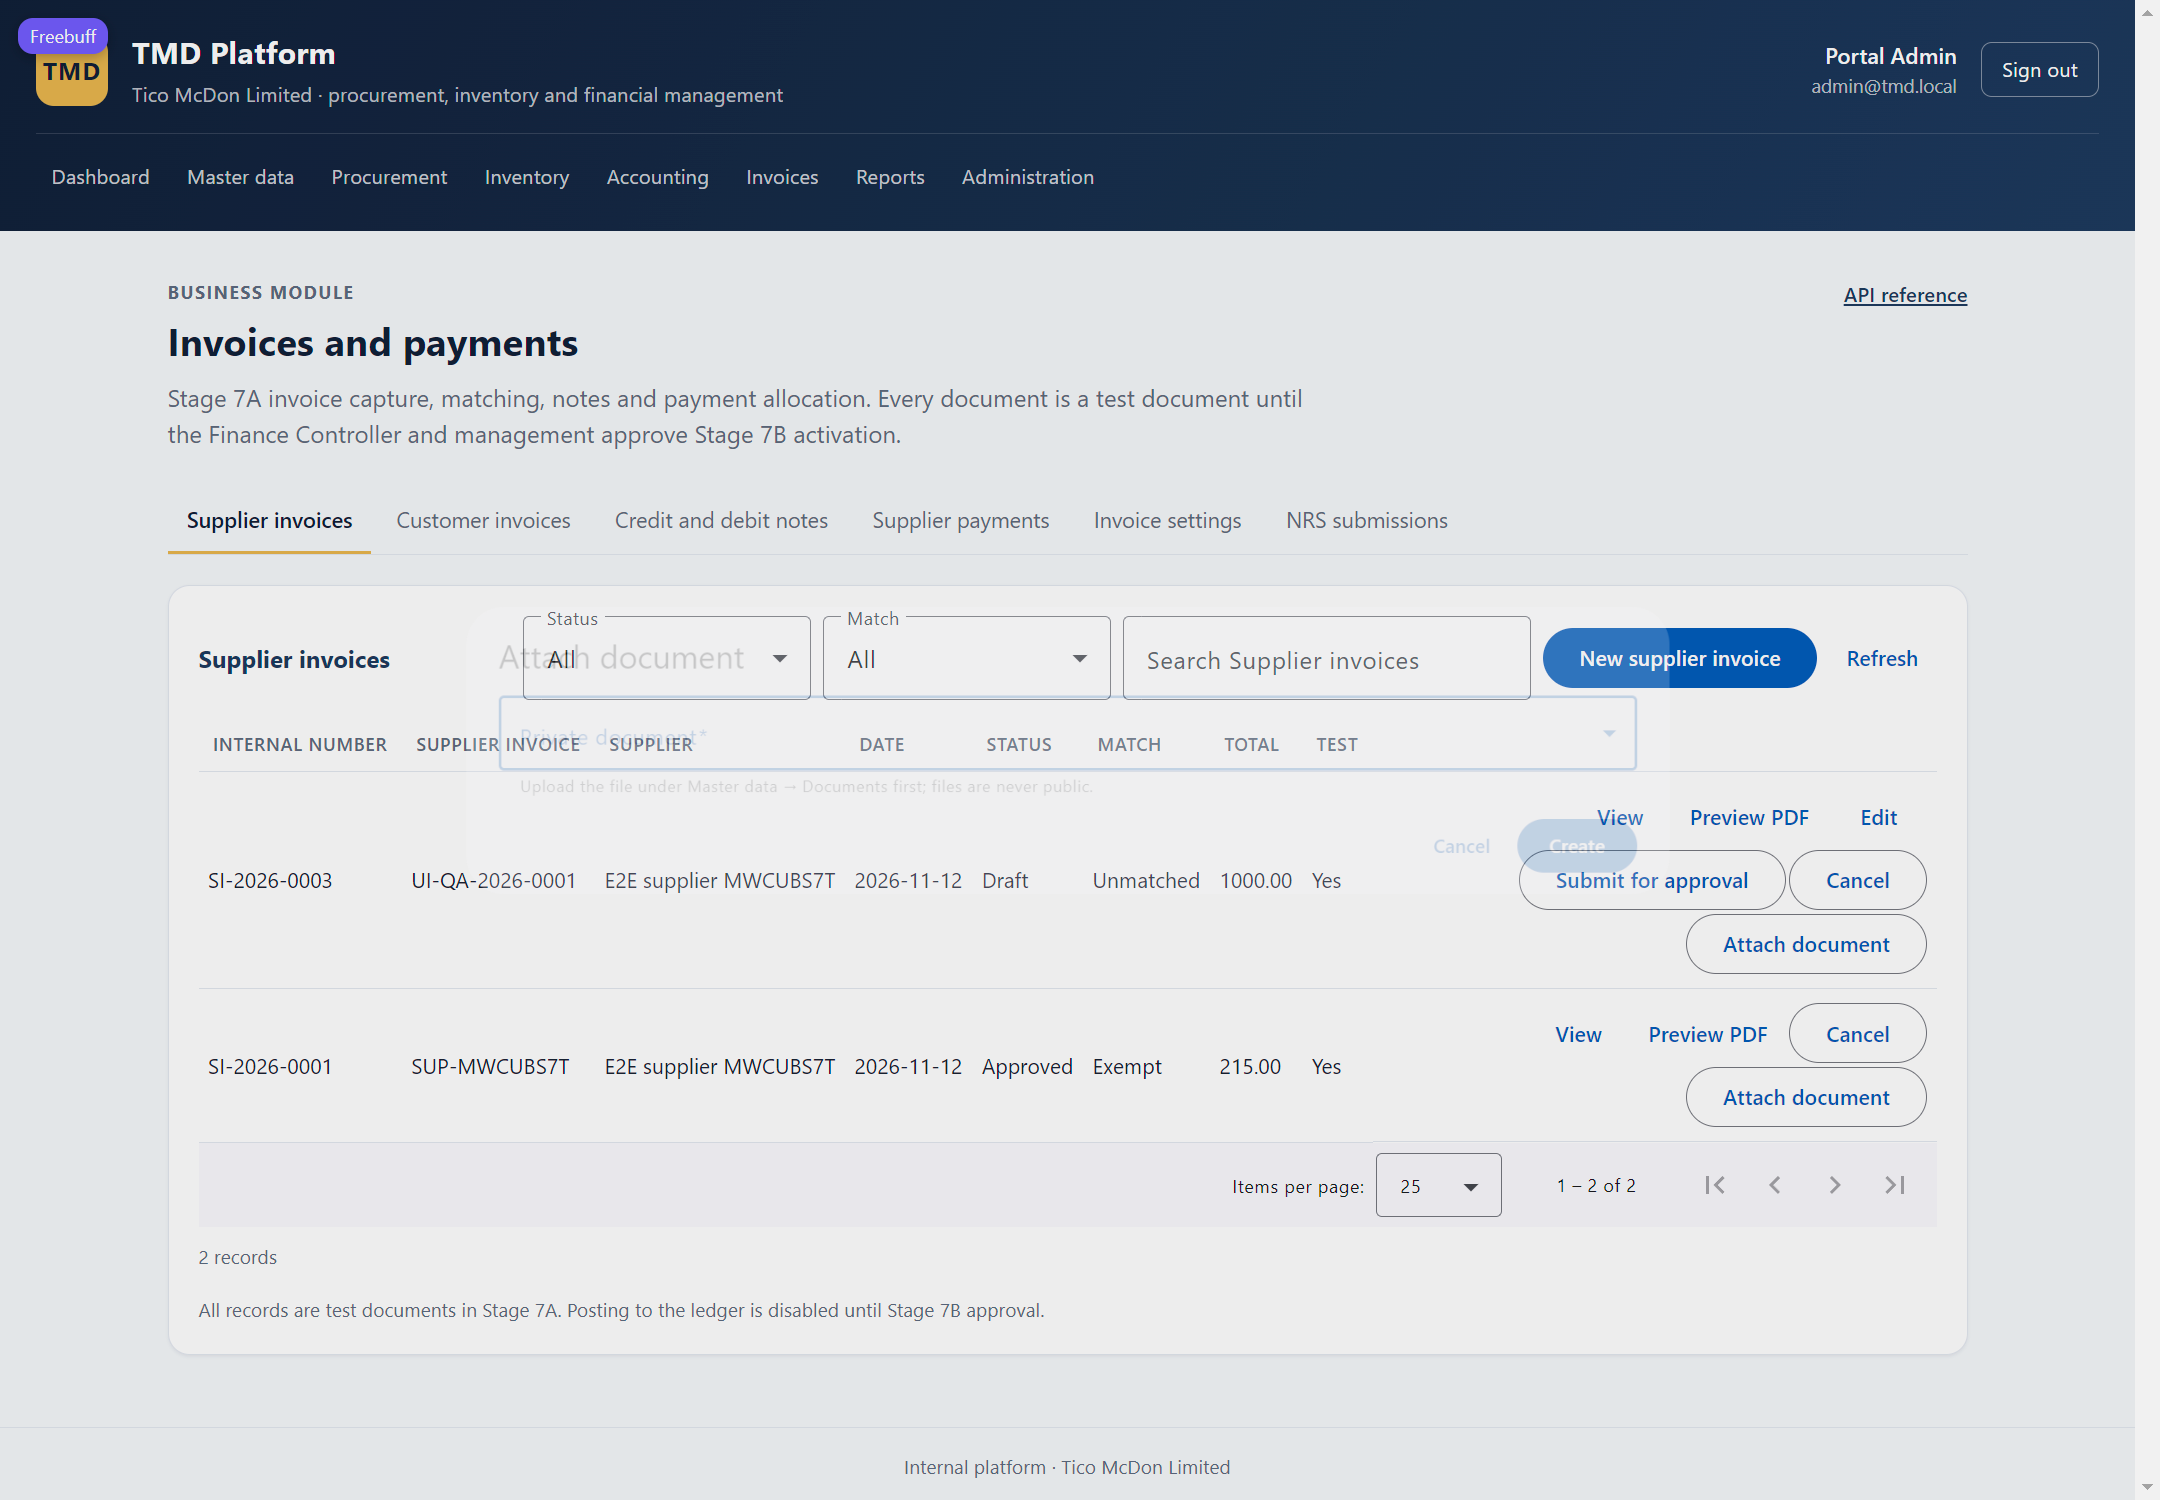 Freebuff
TMD
TMD Platform
Tico McDon Limited · procurement, inventory and financial management
Portal Admin
admin@tmd.local
Sign out
Dashboard Master data Procurement Inventory Accounting Invoices Reports Administration
BUSINESS MODULE
API reference
Invoices and payments
Stage 7A invoice capture, matching, notes and payment allocation. Every document is a test document until
the Finance Controller and management approve Stage 7B activation.
Supplier invoices Customer invoices Credit and debit notes Supplier payments Invoice settings NRS submissions
Supplier invoices
Status
All
Match
All
Search Supplier invoices
New supplier invoice
Refresh
Attach document
Private document*
Upload the file under Master data → Documents first; files are never public.
Cancel Create
INTERNAL NUMBER SUPPLIER INVOICE SUPPLIER DATE STATUS MATCH TOTAL TEST
View Preview PDF Edit
SI-2026-0003 UI-QA-2026-0001 E2E supplier MWCUBS7T 2026-11-12 Draft Unmatched 1000.00 Yes Submit for approval Cancel
Attach document
View Preview PDF Cancel
SI-2026-0001 SUP-MWCUBS7T E2E supplier MWCUBS7T 2026-11-12 Approved Exempt 215.00 Yes
Attach document
Items per page: 25 1 – 2 of 2
2 records
All records are test documents in Stage 7A. Posting to the ledger is disabled until Stage 7B approval.
Internal platform · Tico McDon Limited